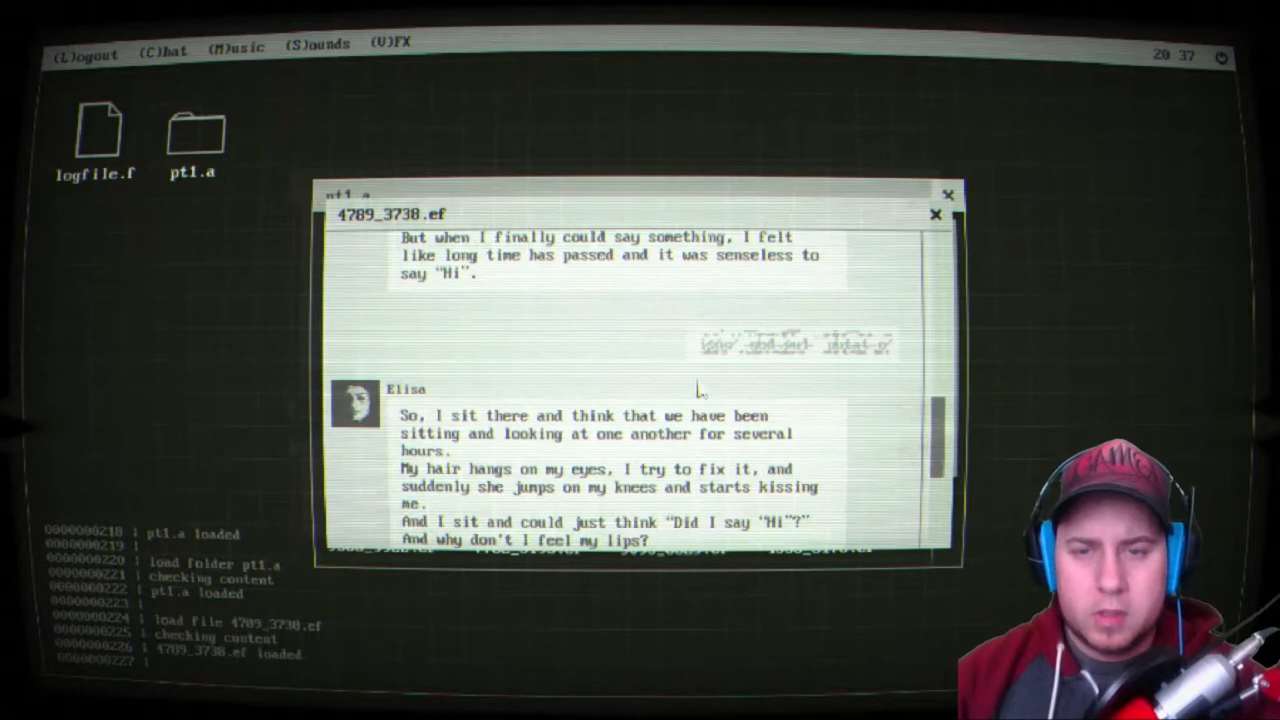 (L)ogout (C)hat (M)usic (S)ounds (V)FX
20 37
logfile.f
pt1.a
pt1.a
4789_3738.ef
But when I finally could say something, I felt
like long time has passed and it was senseless to
say "Hi".
Elisa
So, I sit there and think that we have been
sitting and looking at one another for several
hours.
My hair hangs on my eyes, I try to fix it, and
suddenly she jumps on my knees and starts kissing
me.
And I sit and could just think "Did I say "Hi"?"
And why don't I feel my lips?
0000000218 | pt1.a loaded
0000000219 |
0000000220 | load folder pt1.a
0000000221 | checking content
0000000222 | pt1.a loaded
0000000223 |
0000000224 | load file 4789_3738.ef
0000000225 | checking content
0000000226 | 4789_3738.ef loaded
0000000227 |
GAMER